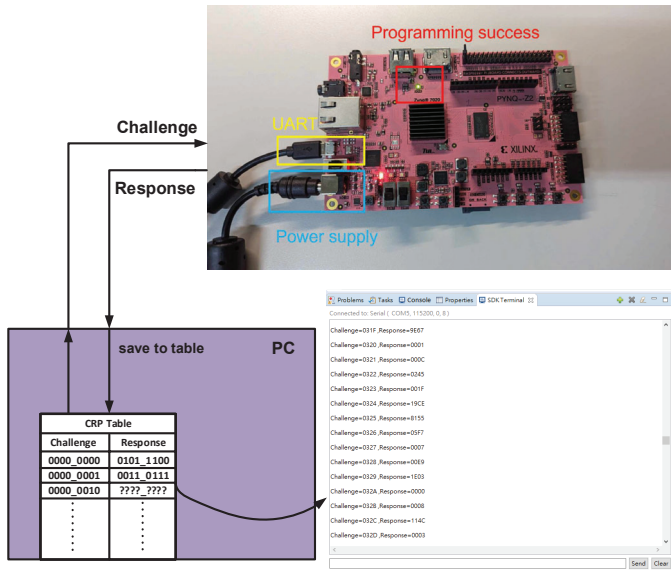 Programming success
PYNQ-Z2
UART
XILINX
Challenge
Response
Power supply
Problems Tasks Console Properties SDK Terminal
Connected to: Serial ( COM5, 115200, 0, 8 )
Challenge=031F ,Response=9E67
Challenge=0320 ,Response=0001
Challenge=0321 ,Response=000C
Challenge=0322 ,Response=0245
Challenge=0323 ,Response=001F
Challenge=0324 ,Response=19CE
Challenge=0325 ,Response=8155
Challenge=0326 ,Response=05F7
Challenge=0327 ,Response=0007
Challenge=0328 ,Response=00E9
Challenge=0329 ,Response=1E03
Challenge=032A ,Response=0000
Challenge=032B ,Response=0008
Challenge=032C ,Response=114C
Challenge=032D ,Response=0003
Send Clear
save to table
PC
CRP Table
Challenge Response
0000_0000 0101_1100
0000_0001 0011_0111
0000_0010 ????_????